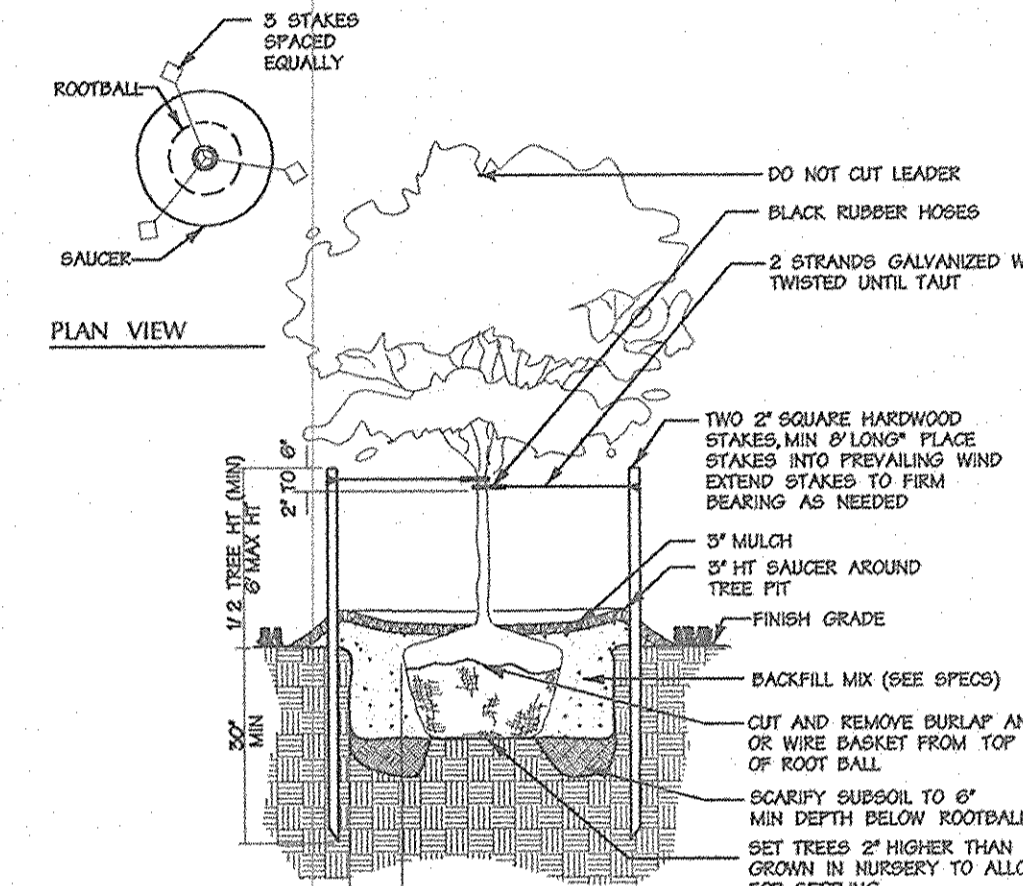 3 STAKES
SPACED
EQUALLY
ROOTBALL
SAUCER
PLAN VIEW
DO NOT CUT LEADER
BLACK RUBBER HOSES
2 STRANDS GALVANIZED W
TWISTED UNTIL TAUT
TWO 2" SQUARE HARDWOOD
STAKES, MIN 8' LONG* PLACE
STAKES INTO PREVAILING WIND
EXTEND STAKES TO FIRM
BEARING AS NEEDED
1/2 TREE HT (MIN)
6' MAX HT
2" TO 6"
3" MULCH
3" HT SAUCER AROUND
TREE PIT
FINISH GRADE
30"
MIN
BACKFILL MIX (SEE SPECS)
CUT AND REMOVE BURLAP AN
OR WIRE BASKET FROM TOP
OF ROOT BALL
SCARIFY SUBSOIL TO 6"
MIN DEPTH BELOW ROOTBALL
SET TREES 2" HIGHER THAN
GROWN IN NURSERY TO ALLO